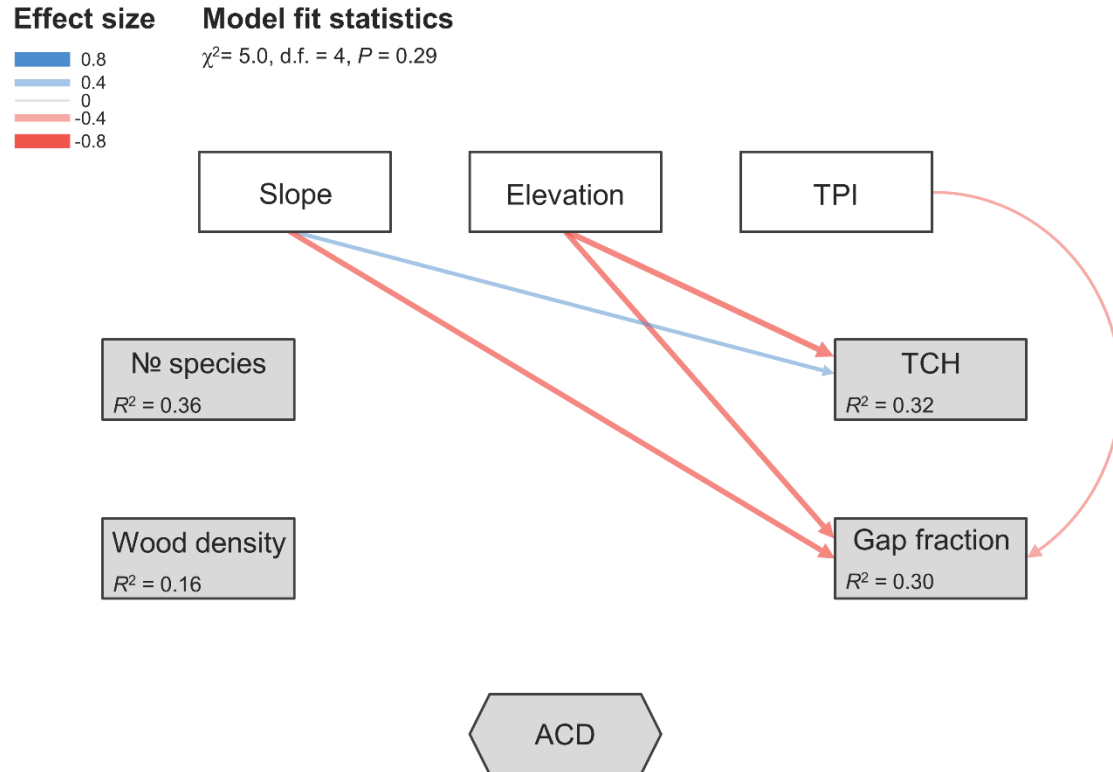 Effect size
0.8
0.4
0
-0.4
-0.8
Model fit statistics
χ²= 5.0, d.f. = 4, P = 0.29
Slope
Elevation
TPI
№ species
R² = 0.36
TCH
R² = 0.32
Wood density
R² = 0.16
Gap fraction
R² = 0.30
ACD